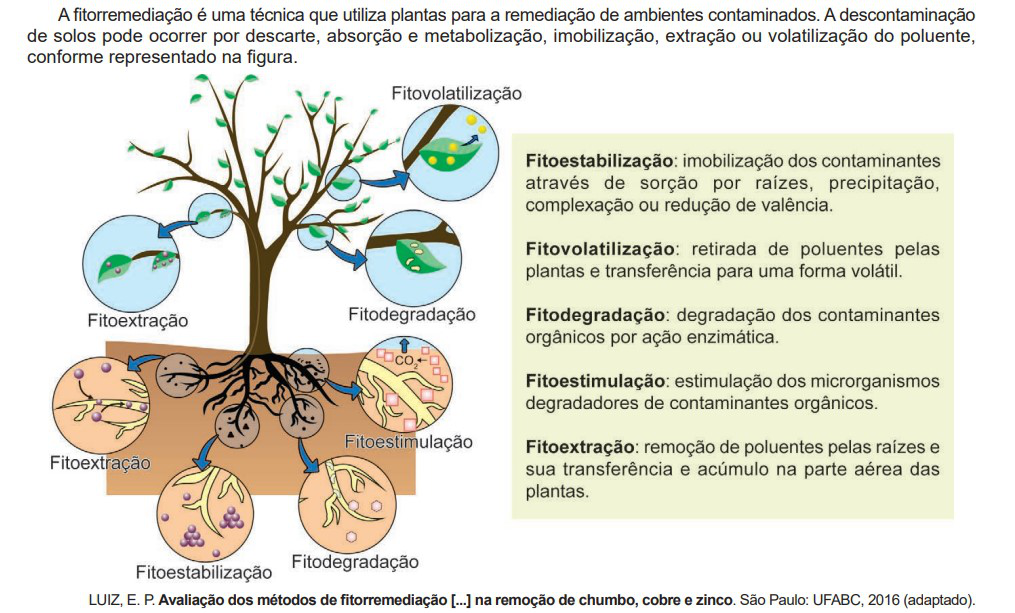 A fitorremediação é uma técnica que utiliza plantas para a remediação de ambientes contaminados. A descontaminação
de solos pode ocorrer por descarte, absorção e metabolização, imobilização, extração ou volatilização do poluente,
conforme representado na figura.
Fitovolatilização
Fitoextração
Fitodegradação
CO2
Fitoestimulação
Fitoextração
Fitodegradação
Fitoestabilização
Fitoestabilização: imobilização dos contaminantes
através de sorção por raízes, precipitação,
complexação ou redução de valência.
Fitovolatilização: retirada de poluentes pelas
plantas e transferência para uma forma volátil.
Fitodegradação: degradação dos contaminantes
orgânicos por ação enzimática.
Fitoestimulação: estimulação dos microrganismos
degradadores de contaminantes orgânicos.
Fitoextração: remoção de poluentes pelas raízes e
sua transferência e acúmulo na parte aérea das
plantas.
LUIZ, E. P. Avaliação dos métodos de fitorremediação [...] na remoção de chumbo, cobre e zinco. São Paulo: UFABC, 2016 (adaptado).